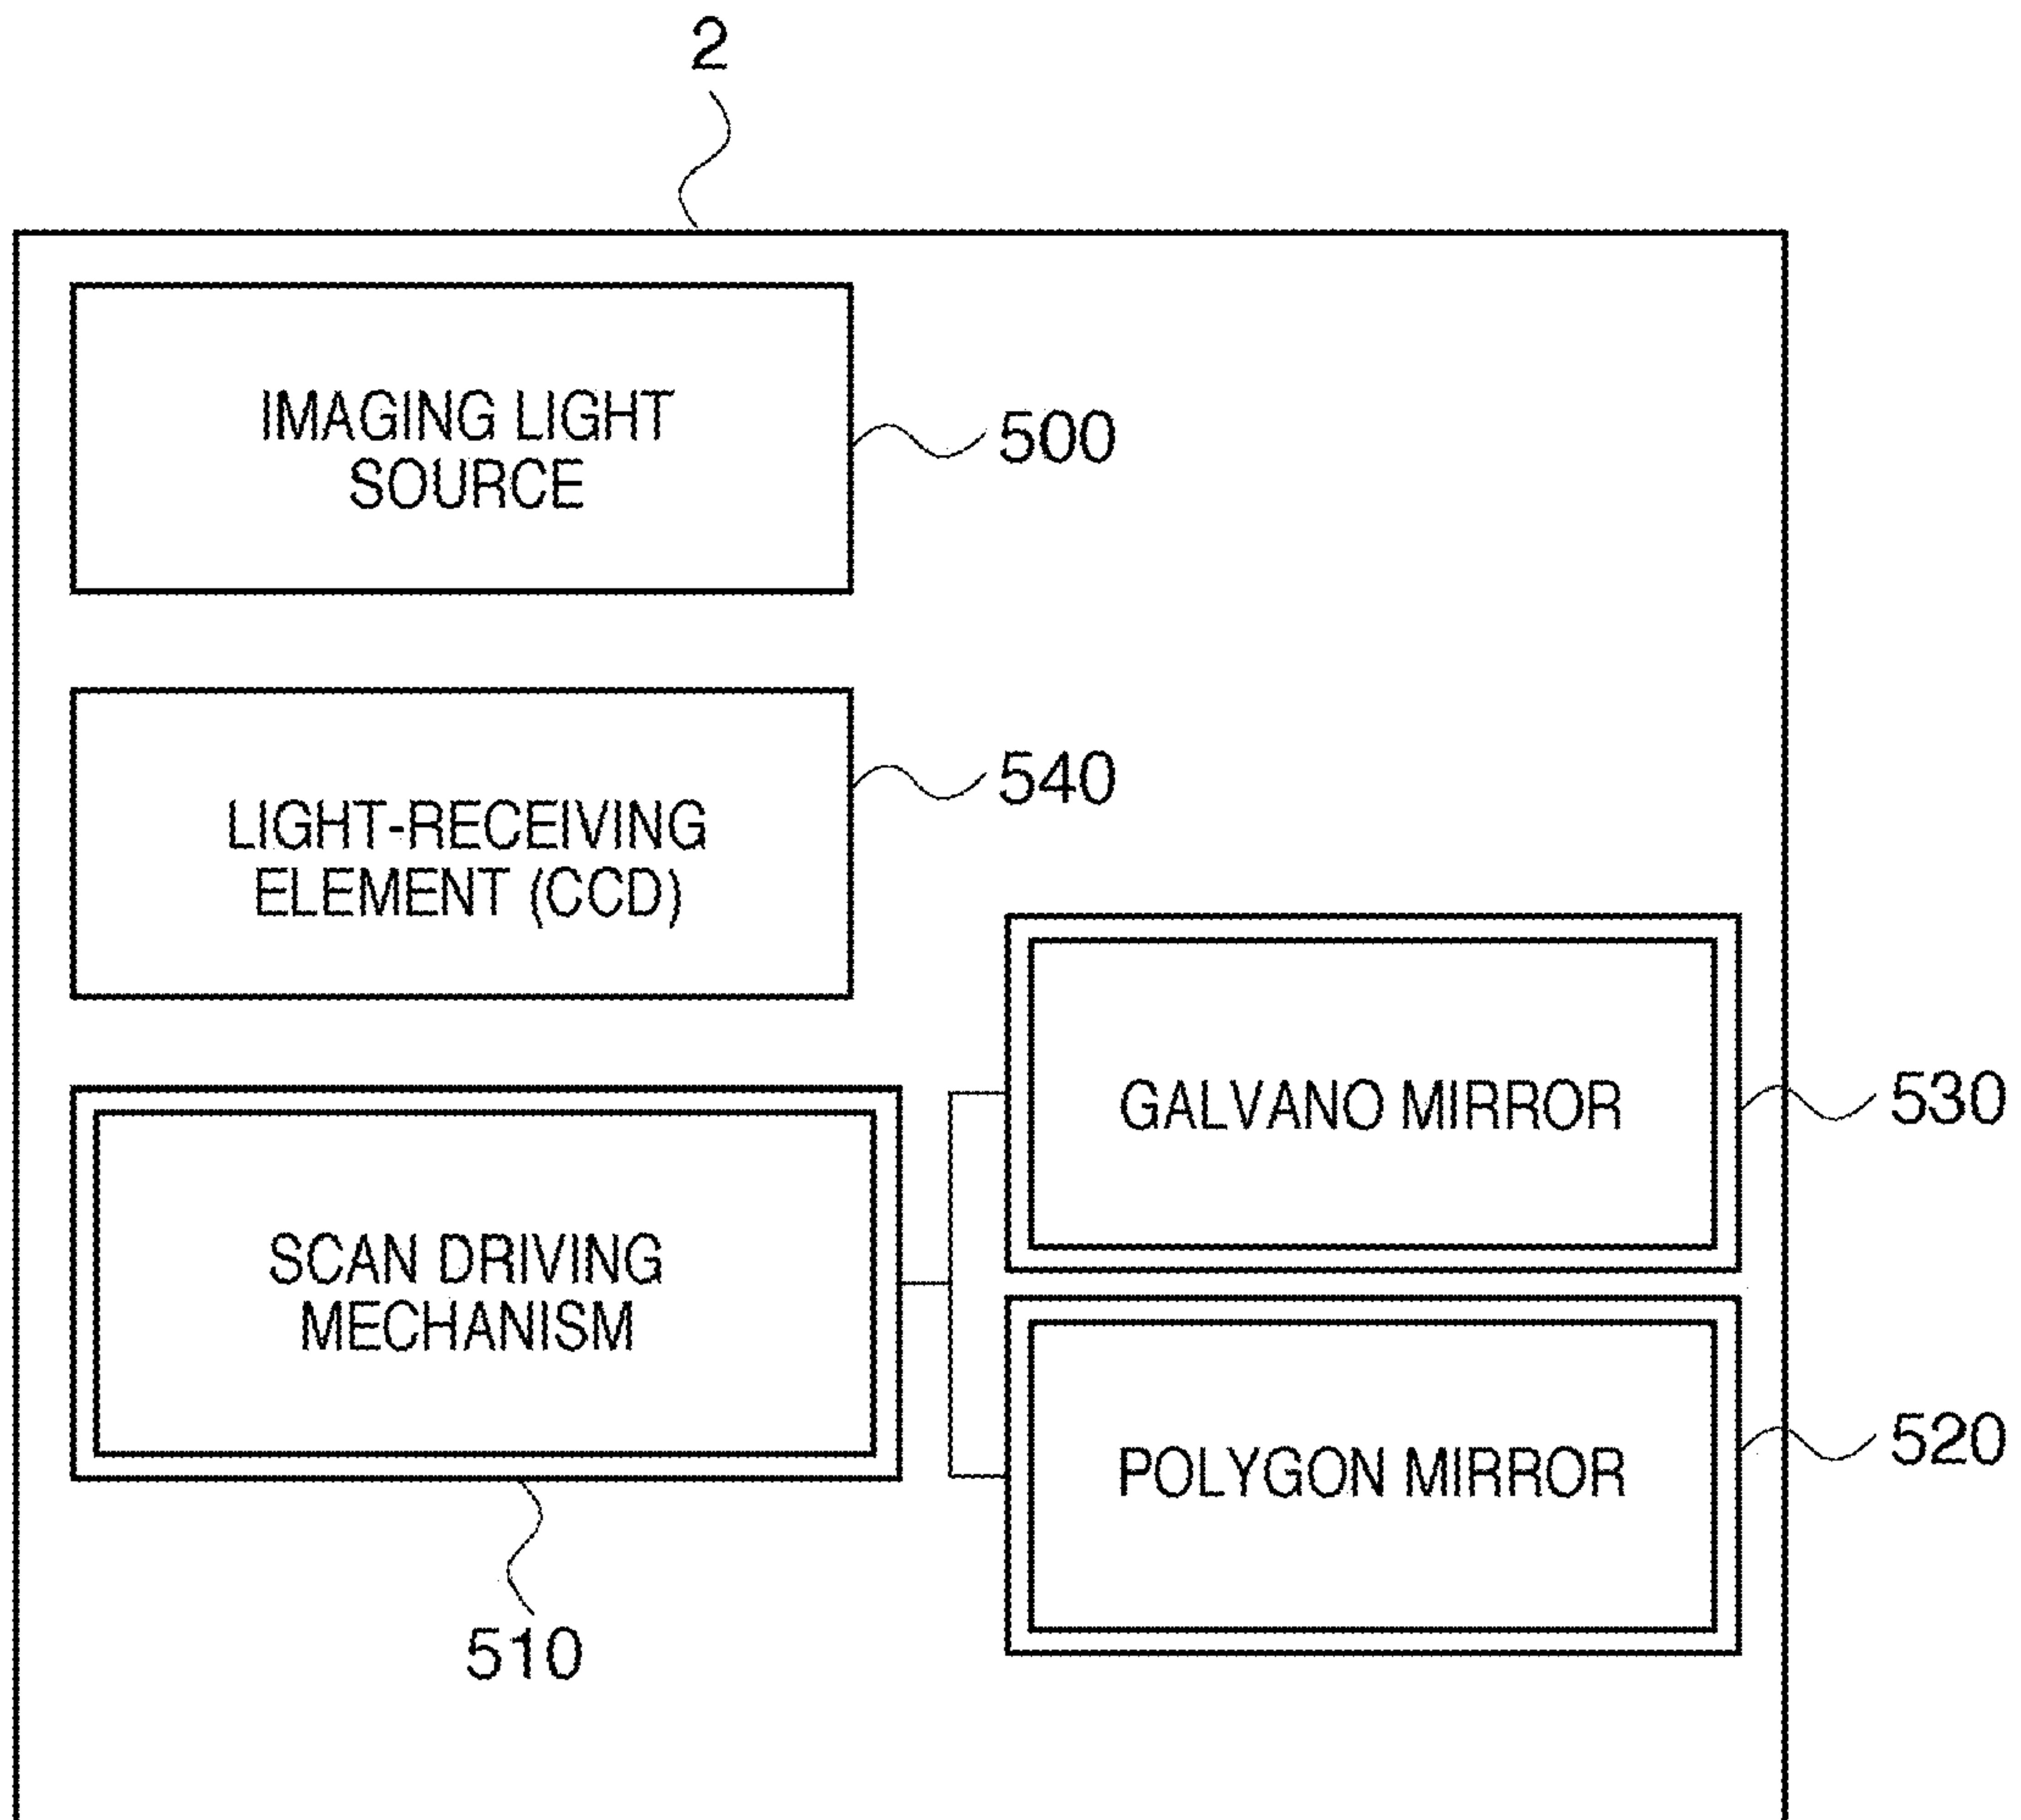 2
IMAGING LIGHT
SOURCE
500
LIGHT-RECEIVING
ELEMENT (CCD)
540
GALVANO MIRROR
530
SCAN DRIVING
MECHANISM
510
POLYGON MIRROR
520